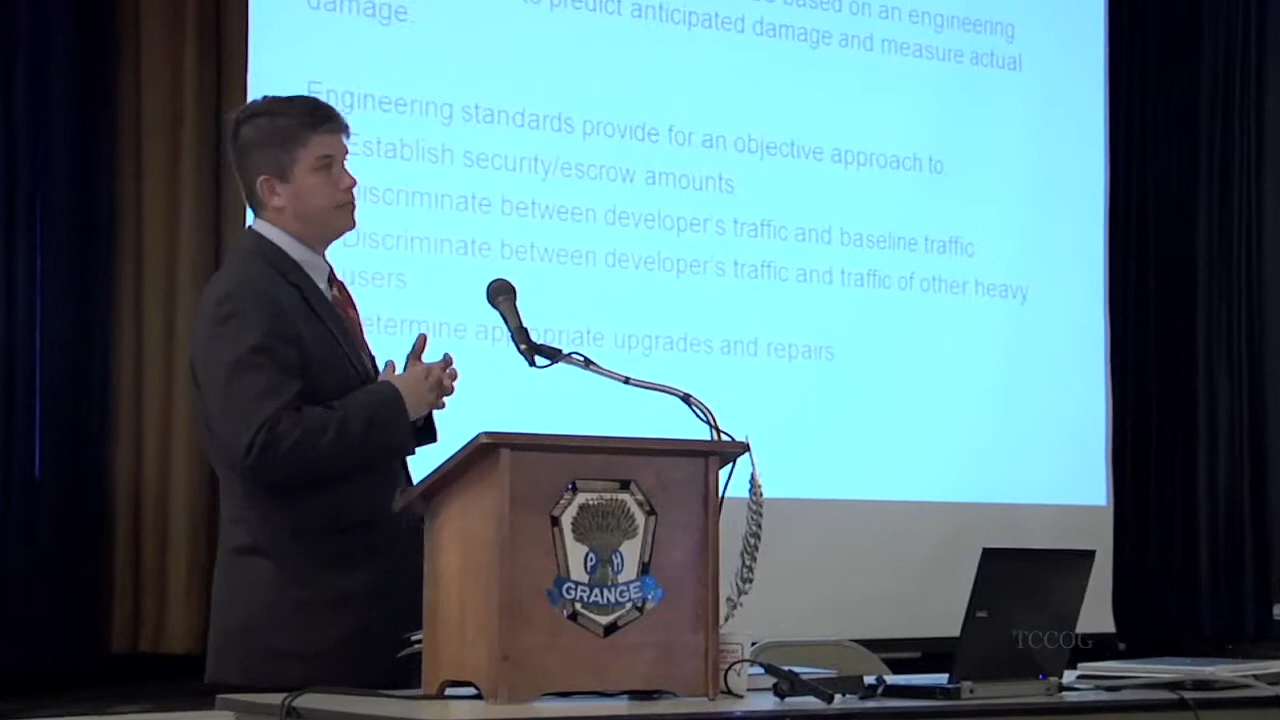 based on an engineering
to predict anticipated damage and measure actual
damage.
Engineering standards provide for an objective approach to
Establish security/escrow amounts
Discriminate between developer's traffic and baseline traffic
Discriminate between developer's traffic and traffic of other heavy
users
Determine appropriate upgrades and repairs
P H
GRANGE
TCCOG